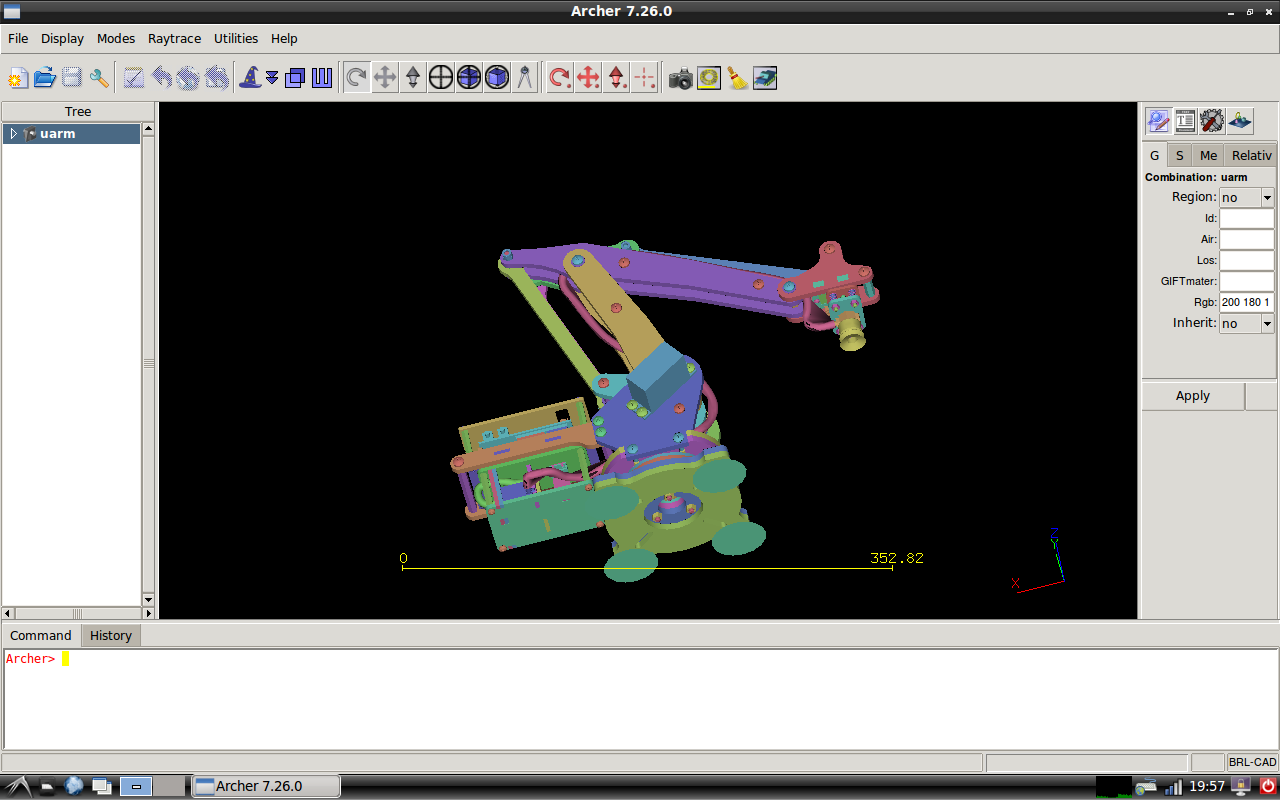 Archer 7.26.0
File Display Modes Raytrace Utilities Help
Tree
uarm
G S Me Relativ
Combination: uarm
Region: no
Id:
Air:
Los:
GIFTmater:
Rgb: 200 180 1
Inherit: no
Apply
0 352.82
Z
Y
X
Command History
Archer>
BRL-CAD
Archer 7.26.0
19:57